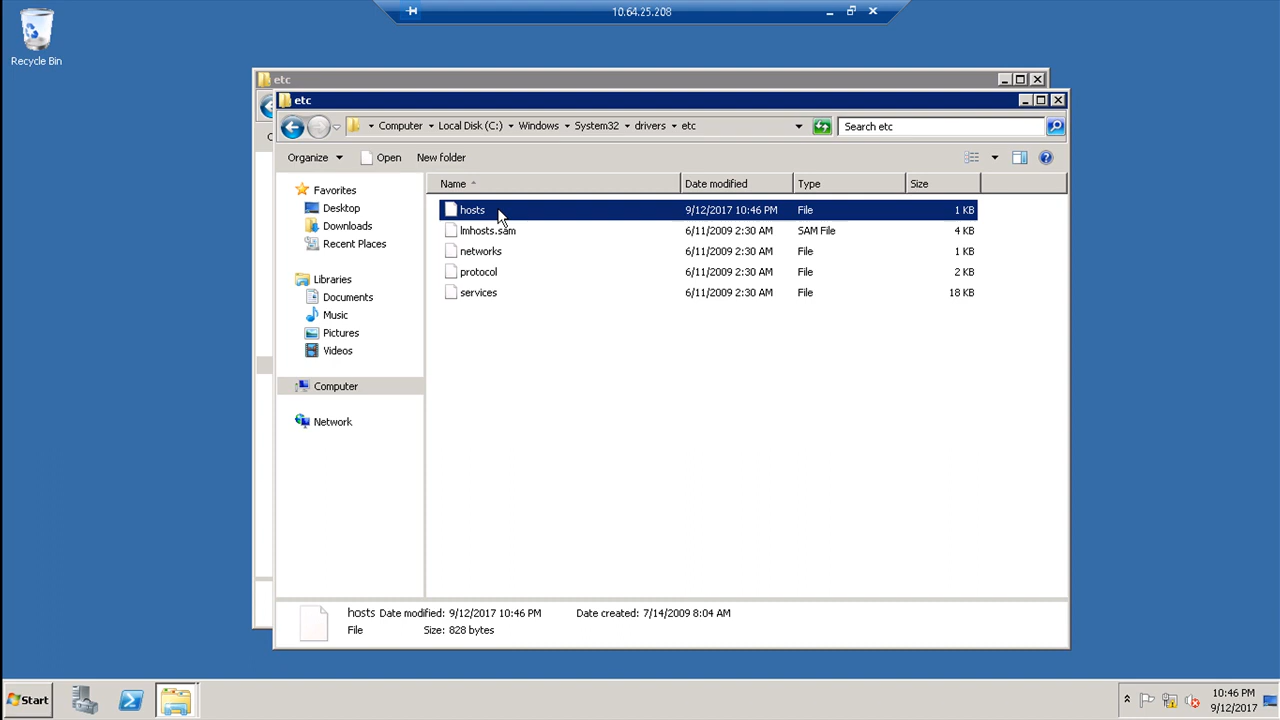 10.64.25.208
Recycle Bin
etc
etc
Computer Local Disk (C:) Windows System32 drivers etc
Search etc
Organize Open New folder
Name Date modified Type Size
Favorites
Desktop
Downloads
Recent Places
Libraries
Documents
Music
Pictures
Videos
Computer
Network
hosts 9/12/2017 10:46 PM File 1 KB
lmhosts.sam 6/11/2009 2:30 AM SAM File 4 KB
networks 6/11/2009 2:30 AM File 1 KB
protocol 6/11/2009 2:30 AM File 2 KB
services 6/11/2009 2:30 AM File 18 KB
hosts Date modified: 9/12/2017 10:46 PM Date created: 7/14/2009 8:04 AM
File Size: 828 bytes
Start
10:46 PM
9/12/2017